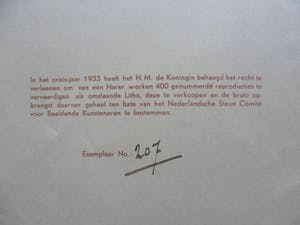 In het crisis-jaar 1933 heeft het H.M. de Koningin behaagd het recht te
verleenen om van één Harer werken 400 genummerde reproducties te
vervaardigen als omstaande Litho, deze te verkoopen en de bruto op-
brengst daarvan geheel ten bate van het Nederlandsche Steun Comité
voor Beeldende Kunstenaren te bestemmen.
Exemplaar No.: 207